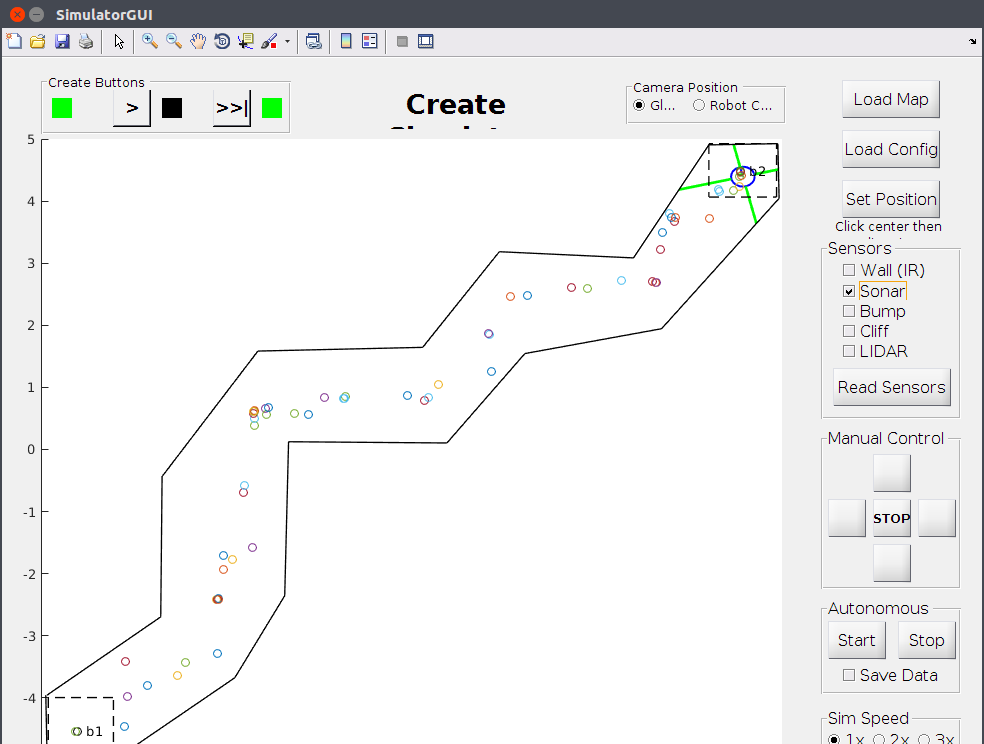 SimulatorGUI
Create Buttons
>
>>|
Create
Camera Position
Gl...
Robot C...
Load Map
Load Config
Set Position
Click center then
Sensors
Wall (IR)
Sonar
Bump
Cliff
LIDAR
Read Sensors
Manual Control
STOP
Autonomous
Start
Stop
Save Data
Sim Speed
1x
2x
3x
5
4
3
2
1
0
-1
-2
-3
-4
b2
b1